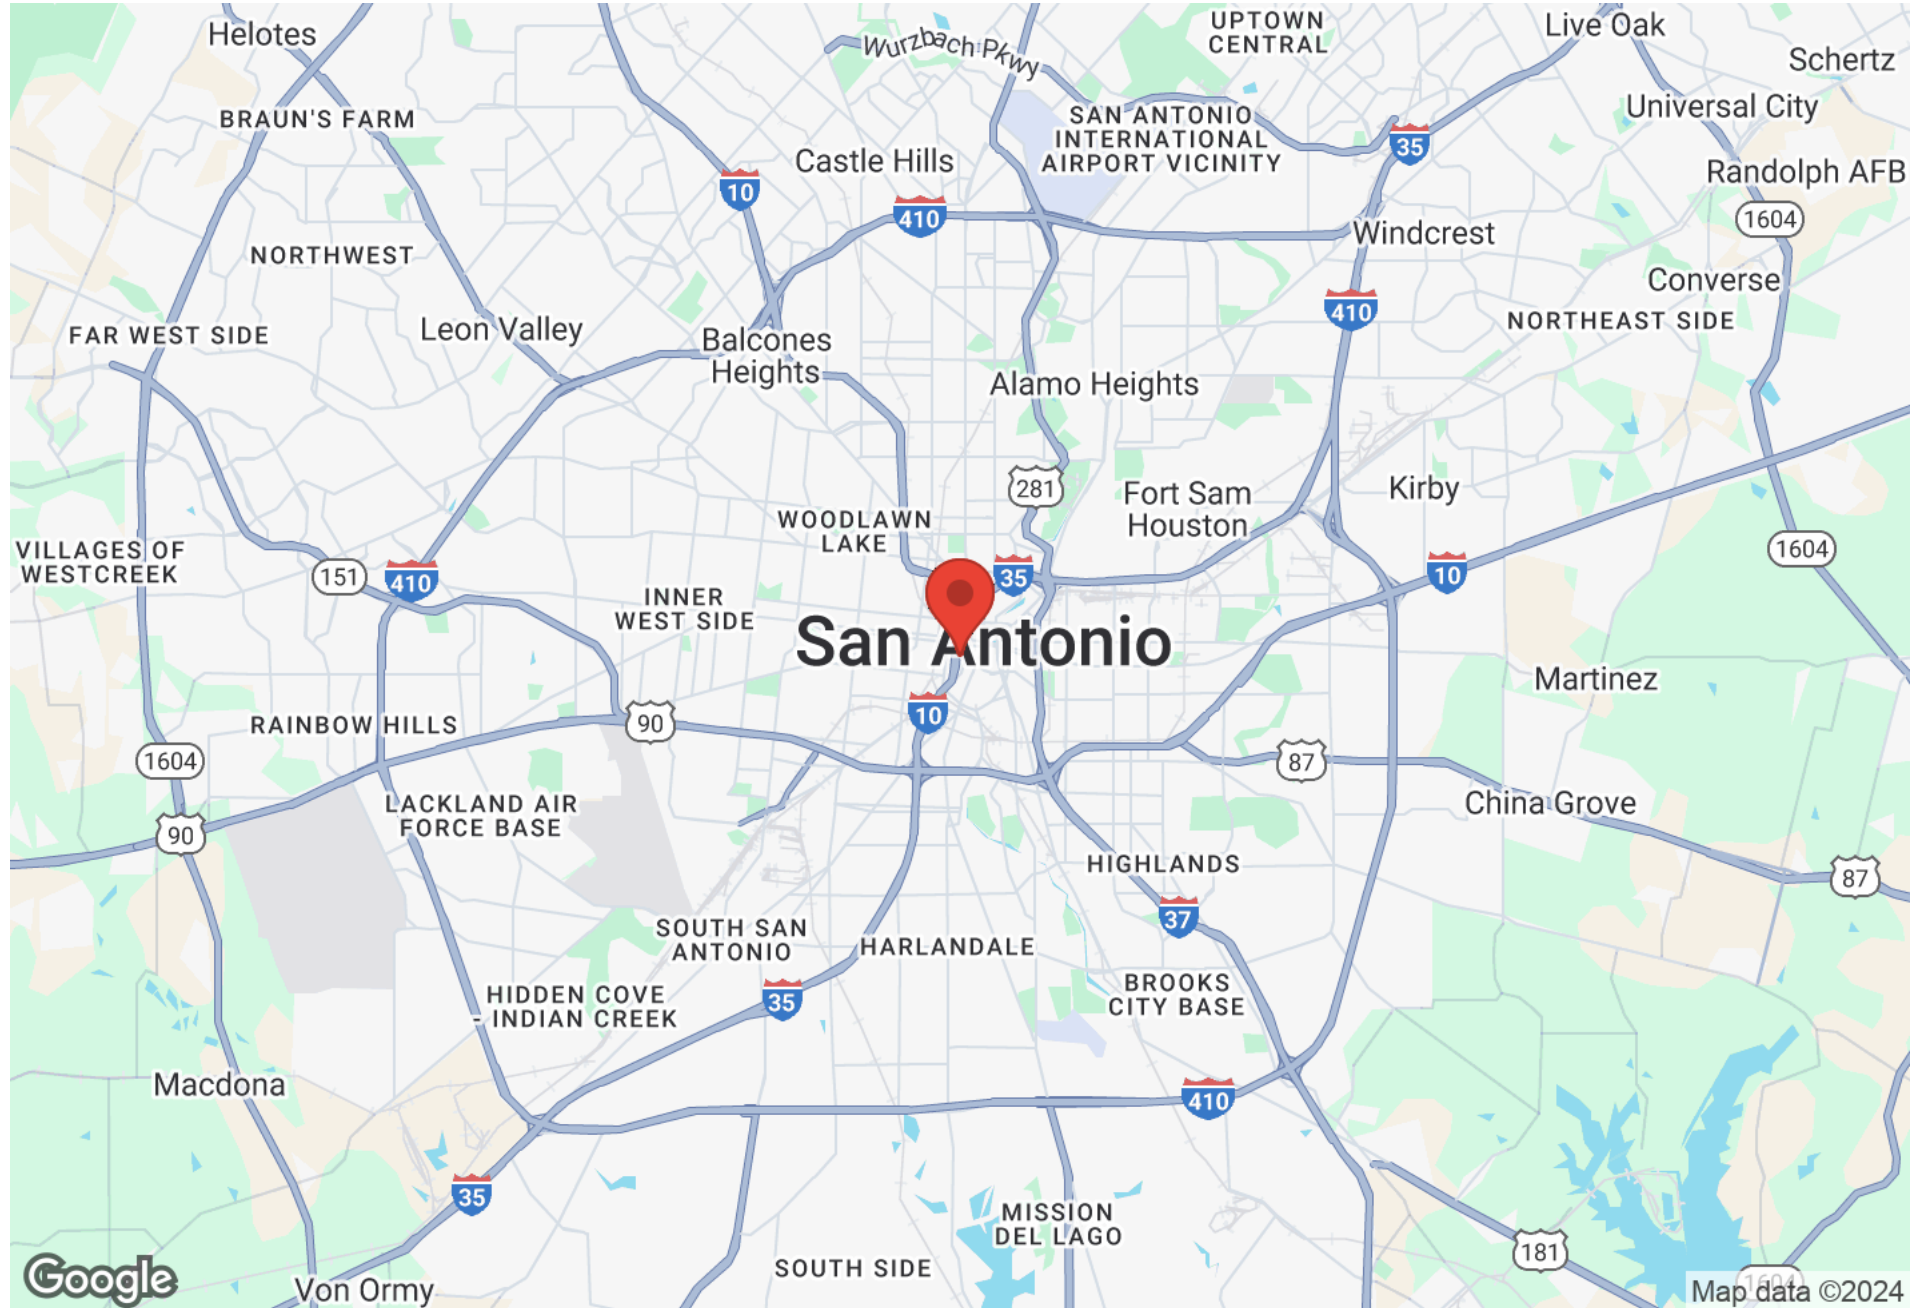 Helotes
UPTOWN
CENTRAL
Live Oak
Wurzbach Pkwy
Schertz
BRAUN'S FARM
Universal City
SAN ANTONIO
INTERNATIONAL
AIRPORT VICINITY
35
Castle Hills
Randolph AFB
10
410
1604
Windcrest
NORTHWEST
Converse
410
NORTHEAST SIDE
FAR WEST SIDE
Leon Valley
Balcones
Heights
Alamo Heights
281
Fort Sam
Houston
Kirby
WOODLAWN
LAKE
VILLAGES OF
WESTCREEK
1604
151
410
35
10
INNER
WEST SIDE
San Antonio
Martinez
10
RAINBOW HILLS
90
1604
87
LACKLAND AIR
FORCE BASE
China Grove
90
HIGHLANDS
87
37
SOUTH SAN
ANTONIO
HARLANDALE
BROOKS
CITY BASE
HIDDEN COVE
- INDIAN CREEK
35
Macdona
410
35
MISSION
DEL LAGO
181
SOUTH SIDE
Google
Von Ormy
1604
Map data ©2024